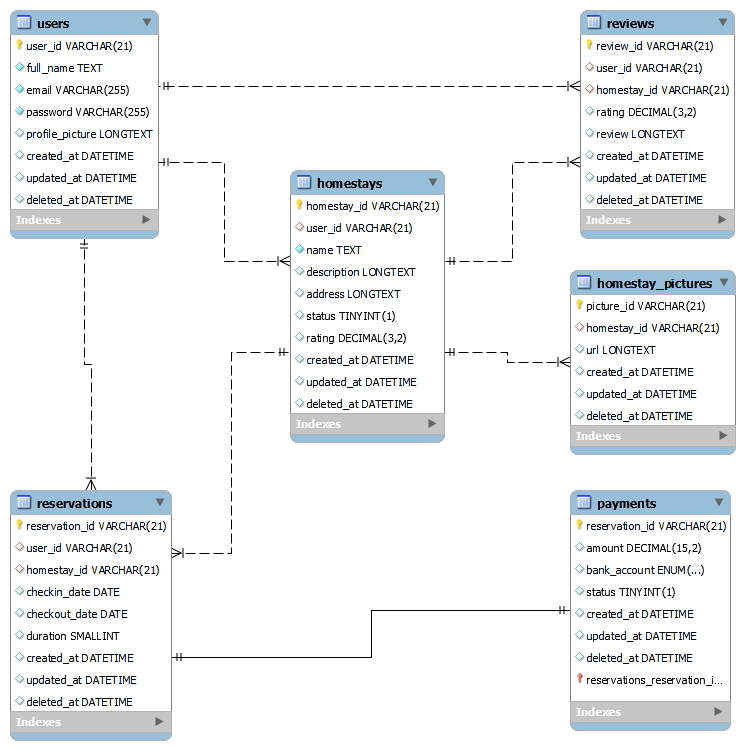 users
user_id VARCHAR(21)
full_name TEXT
email VARCHAR(255)
password VARCHAR(255)
profile_picture LONGTEXT
created_at DATETIME
updated_at DATETIME
deleted_at DATETIME
Indexes
reviews
review_id VARCHAR(21)
user_id VARCHAR(21)
homestay_id VARCHAR(21)
rating DECIMAL(3,2)
review LONGTEXT
created_at DATETIME
updated_at DATETIME
deleted_at DATETIME
Indexes
homestays
homestay_id VARCHAR(21)
user_id VARCHAR(21)
name TEXT
description LONGTEXT
address LONGTEXT
status TINYINT(1)
rating DECIMAL(3,2)
created_at DATETIME
updated_at DATETIME
deleted_at DATETIME
Indexes
homestay_pictures
picture_id VARCHAR(21)
homestay_id VARCHAR(21)
url LONGTEXT
created_at DATETIME
updated_at DATETIME
deleted_at DATETIME
Indexes
reservations
reservation_id VARCHAR(21)
user_id VARCHAR(21)
homestay_id VARCHAR(21)
checkin_date DATE
checkout_date DATE
duration SMALLINT
created_at DATETIME
updated_at DATETIME
deleted_at DATETIME
Indexes
payments
reservation_id VARCHAR(21)
amount DECIMAL(15,2)
bank_account ENUM(...)
status TINYINT(1)
created_at DATETIME
updated_at DATETIME
deleted_at DATETIME
reservations_reservation_i...
Indexes